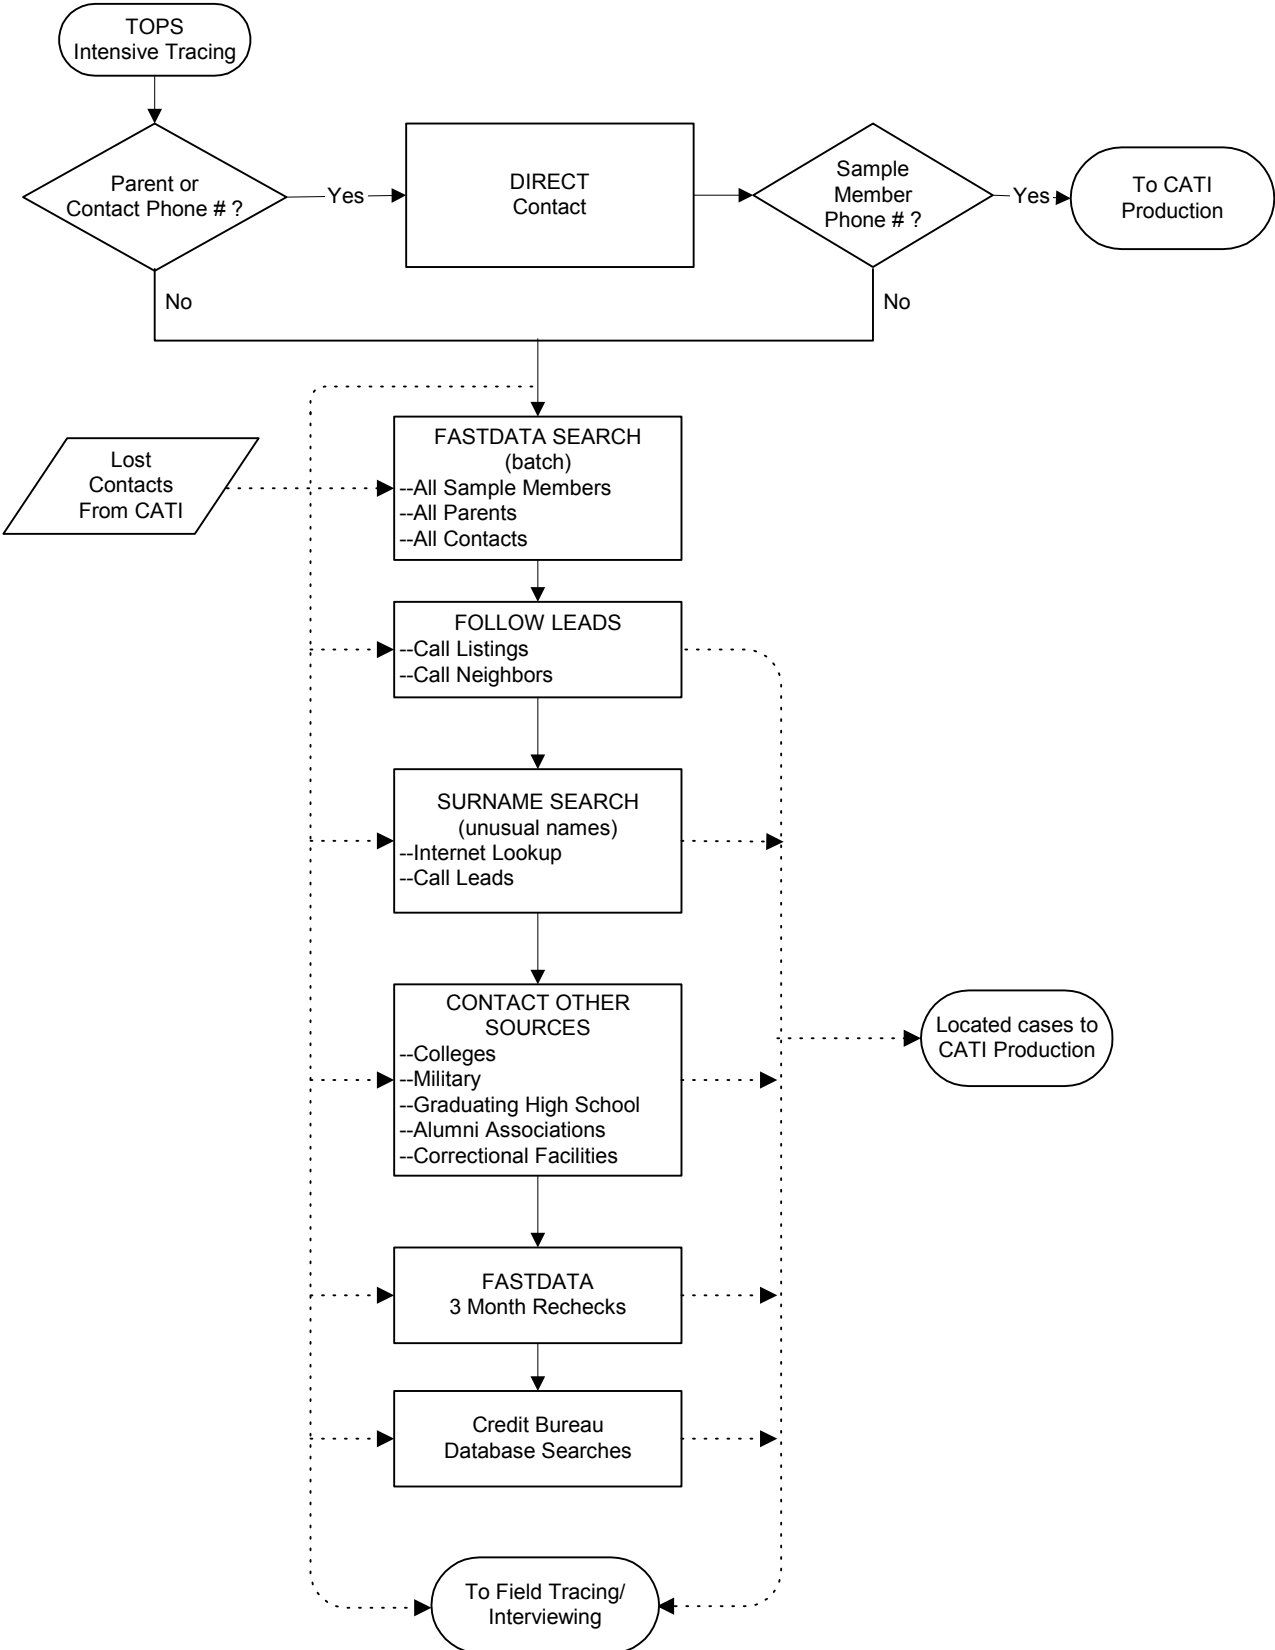 TOPS
Intensive Tracing
Parent or
Contact Phone # ?
Yes
DIRECT
Contact
Sample
Member
Phone # ?
Yes
To CATI
Production
No
No
Lost
Contacts
From CATI
FASTDATA SEARCH
(batch)
--All Sample Members
--All Parents
--All Contacts
FOLLOW LEADS
--Call Listings
--Call Neighbors
SURNAME SEARCH
(unusual names)
--Internet Lookup
--Call Leads
CONTACT OTHER
SOURCES
--Colleges
--Military
--Graduating High School
--Alumni Associations
--Correctional Facilities
Located cases to
CATI Production
FASTDATA
3 Month Rechecks
Credit Bureau
Database Searches
To Field Tracing/
Interviewing